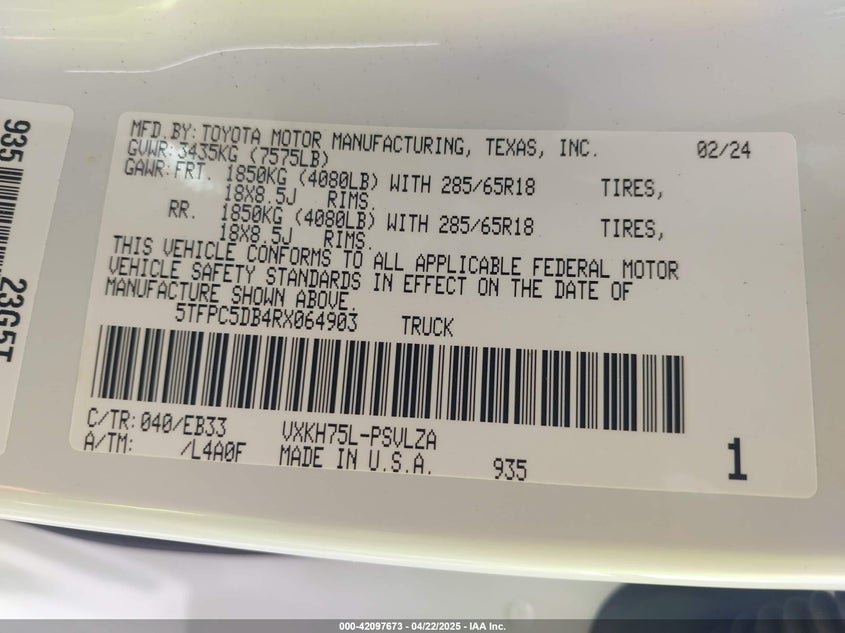 MFD.BY:TOYOTA MOTOR MANUFACTURING, TEXAS, INC. 02/24
GVWR:3435KG (7575LB)
GAWR:FRT. 1850KG (4080LB) WITH 285/65R18 TIRES,
18X8.5J RIMS.
RR. 1850KG (4080LB) WITH 285/65R18 TIRES,
18X8.5J RIMS.
THIS VEHICLE CONFORMS TO ALL APPLICABLE FEDERAL MOTOR
VEHICLE SAFETY STANDARDS IN EFFECT ON THE DATE OF
MANUFACTURE SHOWN ABOVE.
5TFPC5DB4RX064903 TRUCK
C/TR:040/EB33 VXKH75L-PSVLZA
A/TM: /L4A0F MADE IN U.S.A. 935 1
935 23G5T
000-42097673 - 04/22/2025 - IAA Inc.